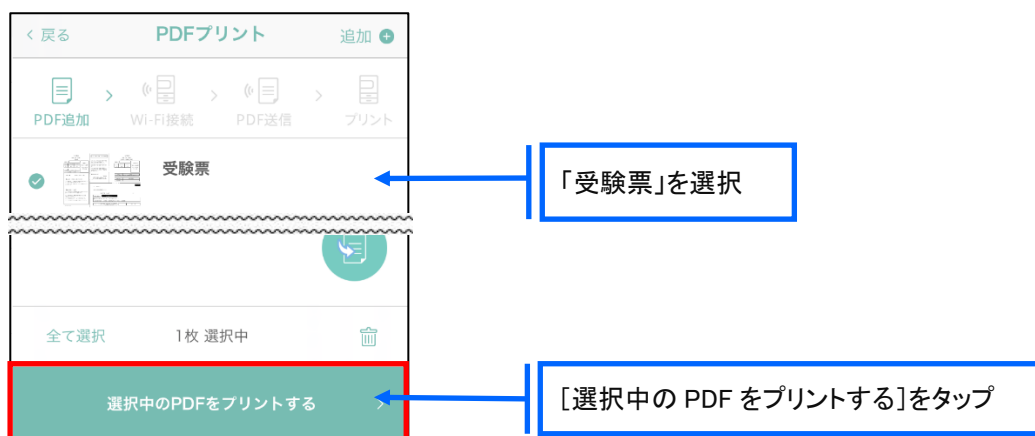 戻る PDFプリント 追加
PDF追加 Wi-Fi接続 PDF送信 プリント
受験票
「受験票」を選択
全て選択 1枚 選択中
選択中のPDFをプリントする
[選択中の PDF をプリントする]をタップ